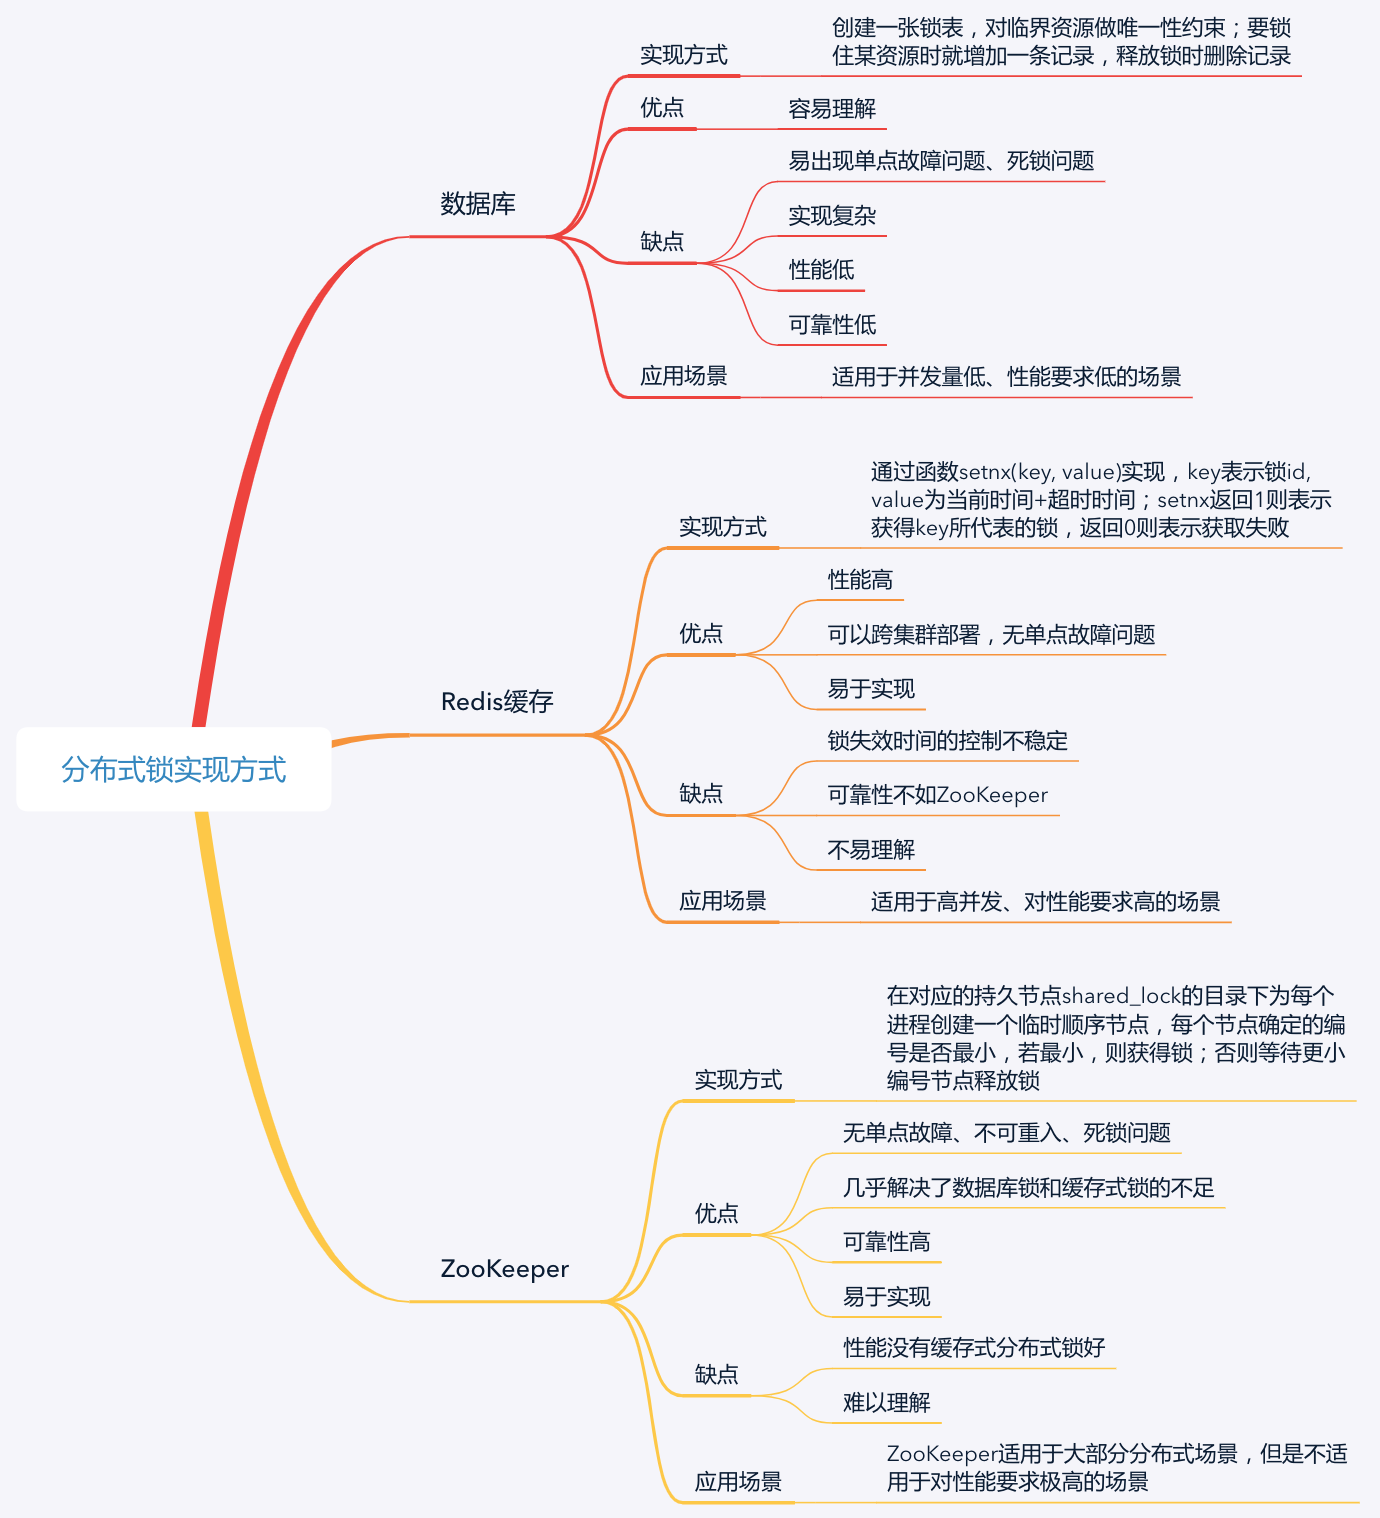 分布式锁实现方式
数据库
实现方式
创建一张锁表，对临界资源做唯一性约束；要锁
住某资源时就增加一条记录，释放锁时删除记录
优点
容易理解
缺点
易出现单点故障问题、死锁问题
实现复杂
性能低
可靠性低
应用场景
适用于并发量低、性能要求低的场景
Redis缓存
实现方式
通过函数setnx(key, value)实现，key表示锁id,
value为当前时间+超时时间；setnx返回1则表示
获得key所代表的锁，返回0则表示获取失败
优点
性能高
可以跨集群部署，无单点故障问题
易于实现
缺点
锁失效时间的控制不稳定
可靠性不如ZooKeeper
不易理解
应用场景
适用于高并发、对性能要求高的场景
ZooKeeper
实现方式
在对应的持久节点shared_lock的目录下为每个
进程创建一个临时顺序节点，每个节点确定的编
号是否最小，若最小，则获得锁；否则等待更小
编号节点释放锁
优点
无单点故障、不可重入、死锁问题
几乎解决了数据库锁和缓存式锁的不足
可靠性高
易于实现
缺点
性能没有缓存式分布式锁好
难以理解
应用场景
ZooKeeper适用于大部分分布式场景，但是不适
用于对性能要求极高的场景